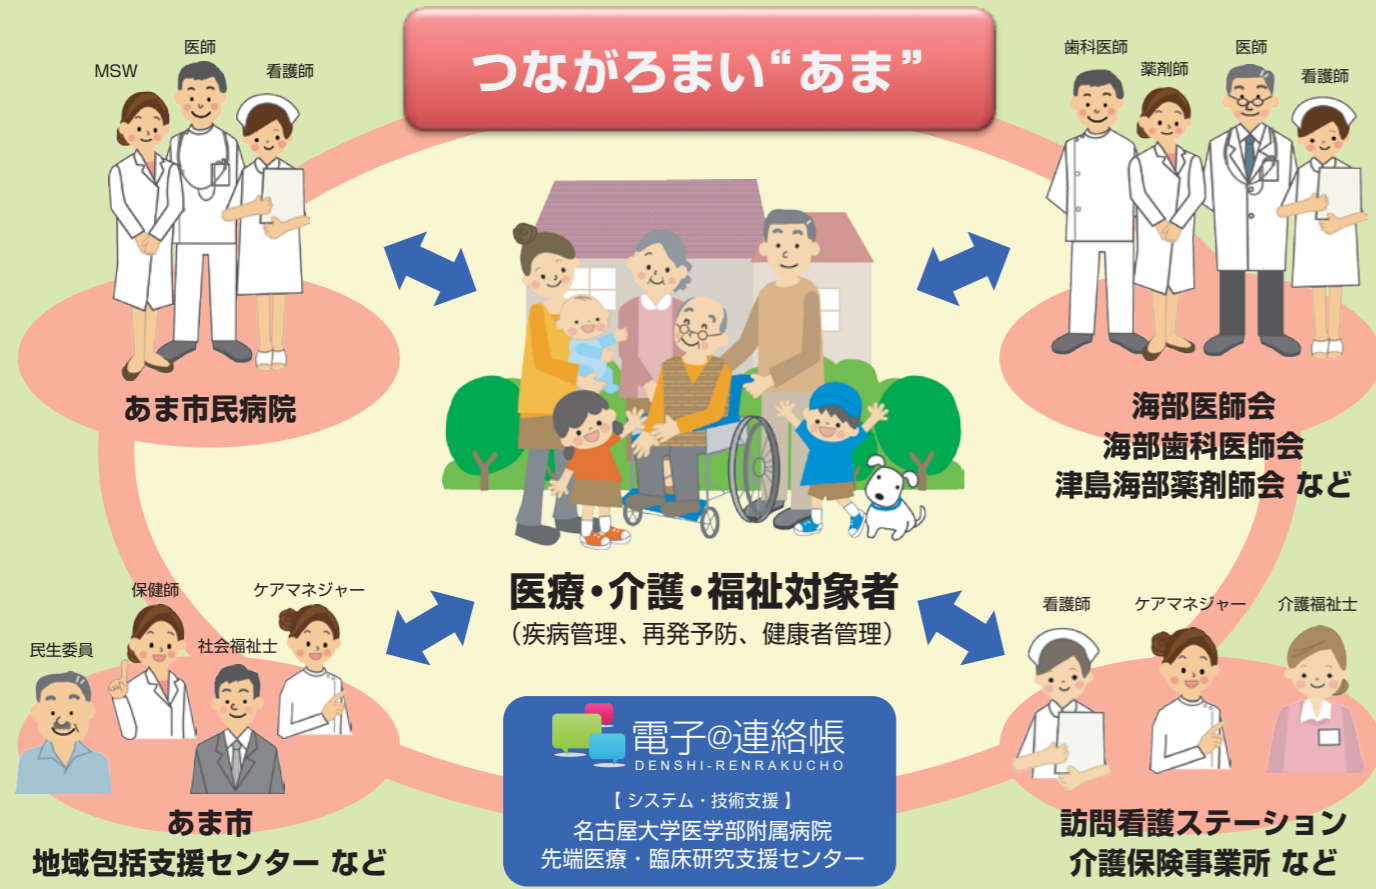 つながろまい“あま”
MSW
医師
看護師
あま市民病院
歯科医師
薬剤師
医師
看護師
海部医師会
海部歯科医師会
津島海部薬剤師会 など
医療・介護・福祉対象者
（疾病管理、再発予防、健康者管理）
民生委員
保健師
社会福祉士
ケアマネジャー
あま市
地域包括支援センター など
看護師
ケアマネジャー
介護福祉士
訪問看護ステーション
介護保険事業所 など
電子@連絡帳
DENSHI-RENRAKUCHO
【 システム・技術支援 】
名古屋大学医学部附属病院
先端医療・臨床研究支援センター